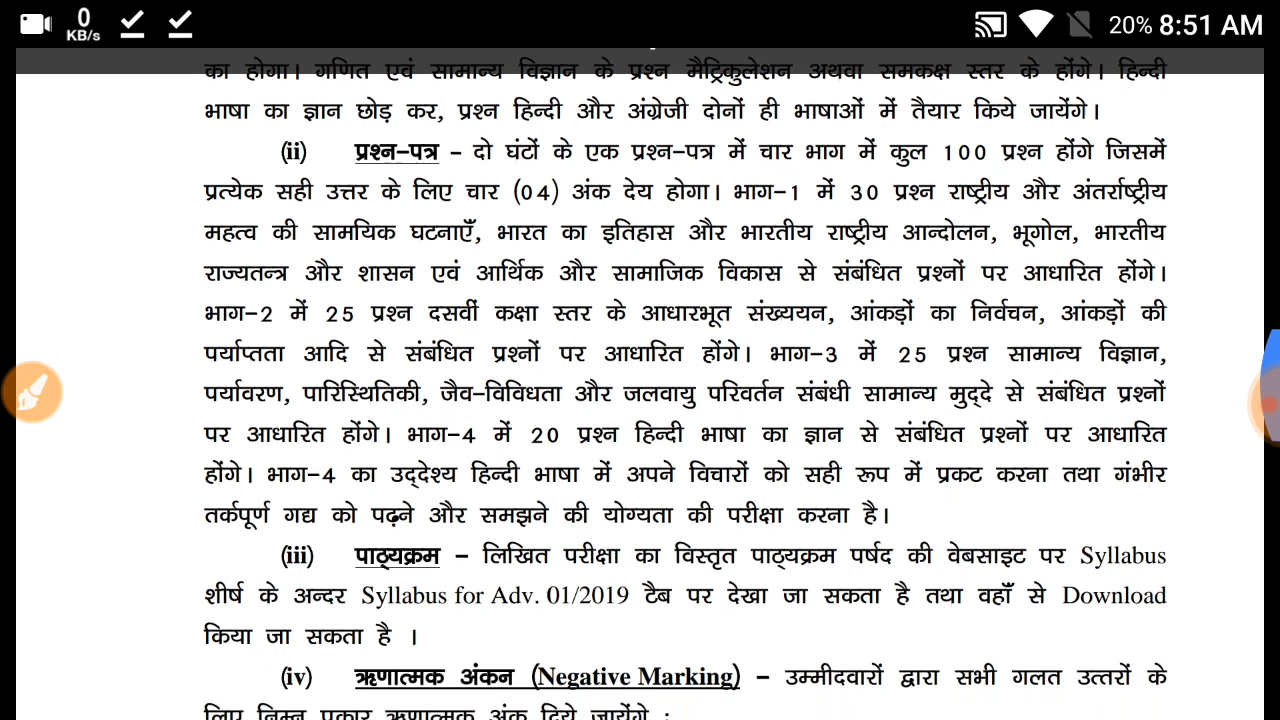 0
KB/s
20% 8:51 AM
का होगा। गणित एवं सामान्य विज्ञान के प्रश्न मैट्रिकुलेशन अथवा समकक्ष स्तर के होंगे। हिन्दी
भाषा का ज्ञान छोड़ कर, प्रश्न हिन्दी और अंग्रेजी दोनों ही भाषाओं में तैयार किये जायेंगे।
(ii) प्रश्न-पत्र - दो घंटों के एक प्रश्न-पत्र में चार भाग में कुल 100 प्रश्न होंगे जिसमें
प्रत्येक सही उत्तर के लिए चार (04) अंक देय होगा। भाग-1 में 30 प्रश्न राष्ट्रीय और अंतर्राष्ट्रीय
महत्व की सामयिक घटनाएँ, भारत का इतिहास और भारतीय राष्ट्रीय आन्दोलन, भूगोल, भारतीय
राज्यतन्त्र और शासन एवं आर्थिक और सामाजिक विकास से संबंधित प्रश्नों पर आधारित होंगे।
भाग-2 में 25 प्रश्न दसवीं कक्षा स्तर के आधारभूत संख्ययन, आंकड़ों का निर्वचन, आंकड़ों की
पर्याप्तता आदि से संबंधित प्रश्नों पर आधारित होंगे। भाग-3 में 25 प्रश्न सामान्य विज्ञान,
पर्यावरण, पारिस्थितिकी, जैव-विविधता और जलवायु परिवर्तन संबंधी सामान्य मुद्दे से संबंधित प्रश्नों
पर आधारित होंगे। भाग-4 में 20 प्रश्न हिन्दी भाषा का ज्ञान से संबंधित प्रश्नों पर आधारित
होंगे। भाग-4 का उद्देश्य हिन्दी भाषा में अपने विचारों को सही रूप में प्रकट करना तथा गंभीर
तर्कपूर्ण गद्य को पढ़ने और समझने की योग्यता की परीक्षा करना है।
(iii) पाठ्यक्रम - लिखित परीक्षा का विस्तृत पाठ्यक्रम पर्षद की वेबसाइट पर Syllabus
शीर्ष के अन्दर Syllabus for Adv. 01/2019 टैब पर देखा जा सकता है तथा वहाँ से Download
किया जा सकता है ।
(iv) ऋणात्मक अंकन (Negative Marking) - उम्मीदवारों द्वारा सभी गलत उत्तरों के
लिए निम्न प्रकार ऋणात्मक अंक दिये जायेंगे :